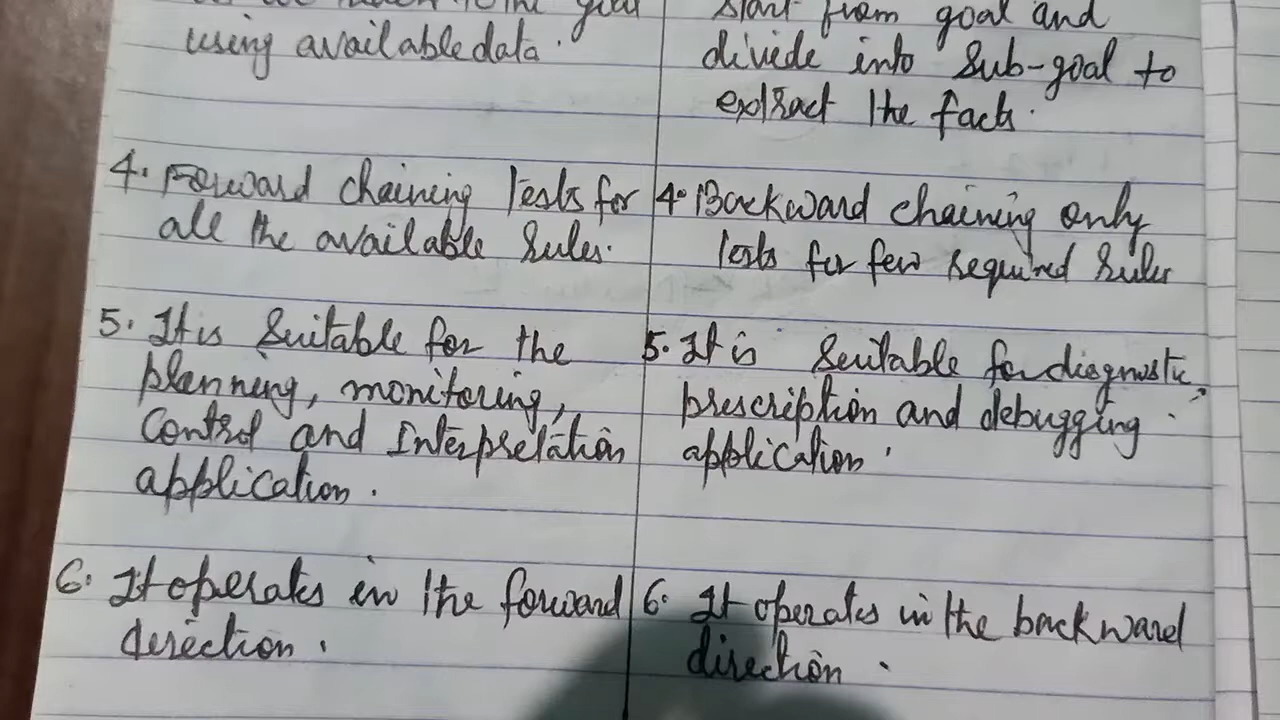 to the goal
using available data.
4. Forward chaining tests for
all the available rules.
5. It is suitable for the
planning, monitoring,
Control and Interpretation
application.
6. It operates in the forward
direction.
start from goal and
divide into sub-goal to
extract the facts.
4. Backward chaining only
tests for few required rules
5. It is suitable for diagnostic,
prescription and debugging
application.
6. It operates in the backward
direction.